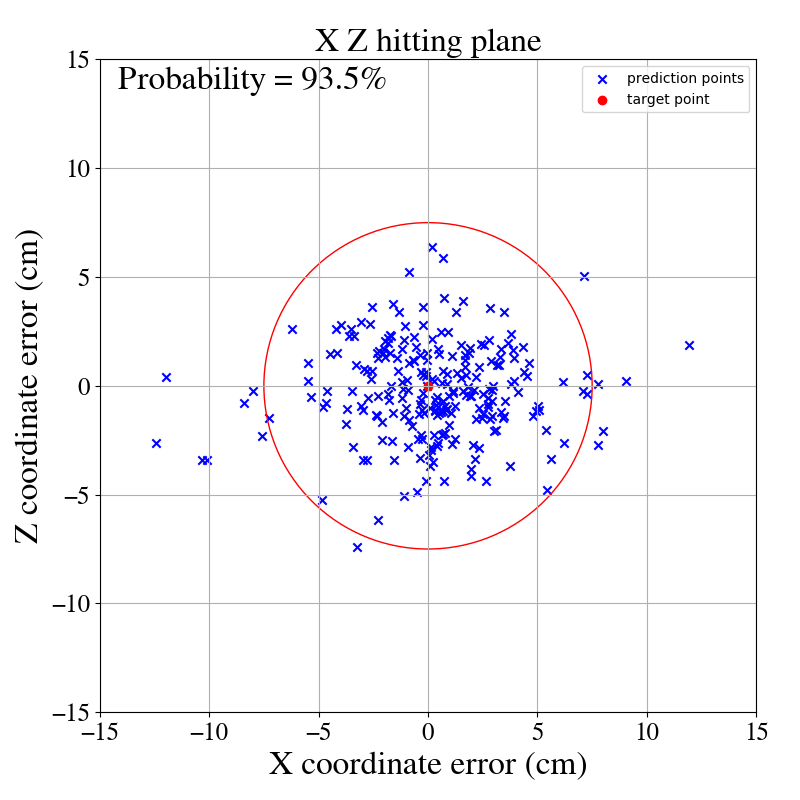 X Z hitting plane
Probability = 93.5%
prediction points
target point
Z coordinate error (cm)
15
10
5
0
−5
−10
−15
−15 −10 −5 0 5 10 15
X coordinate error (cm)